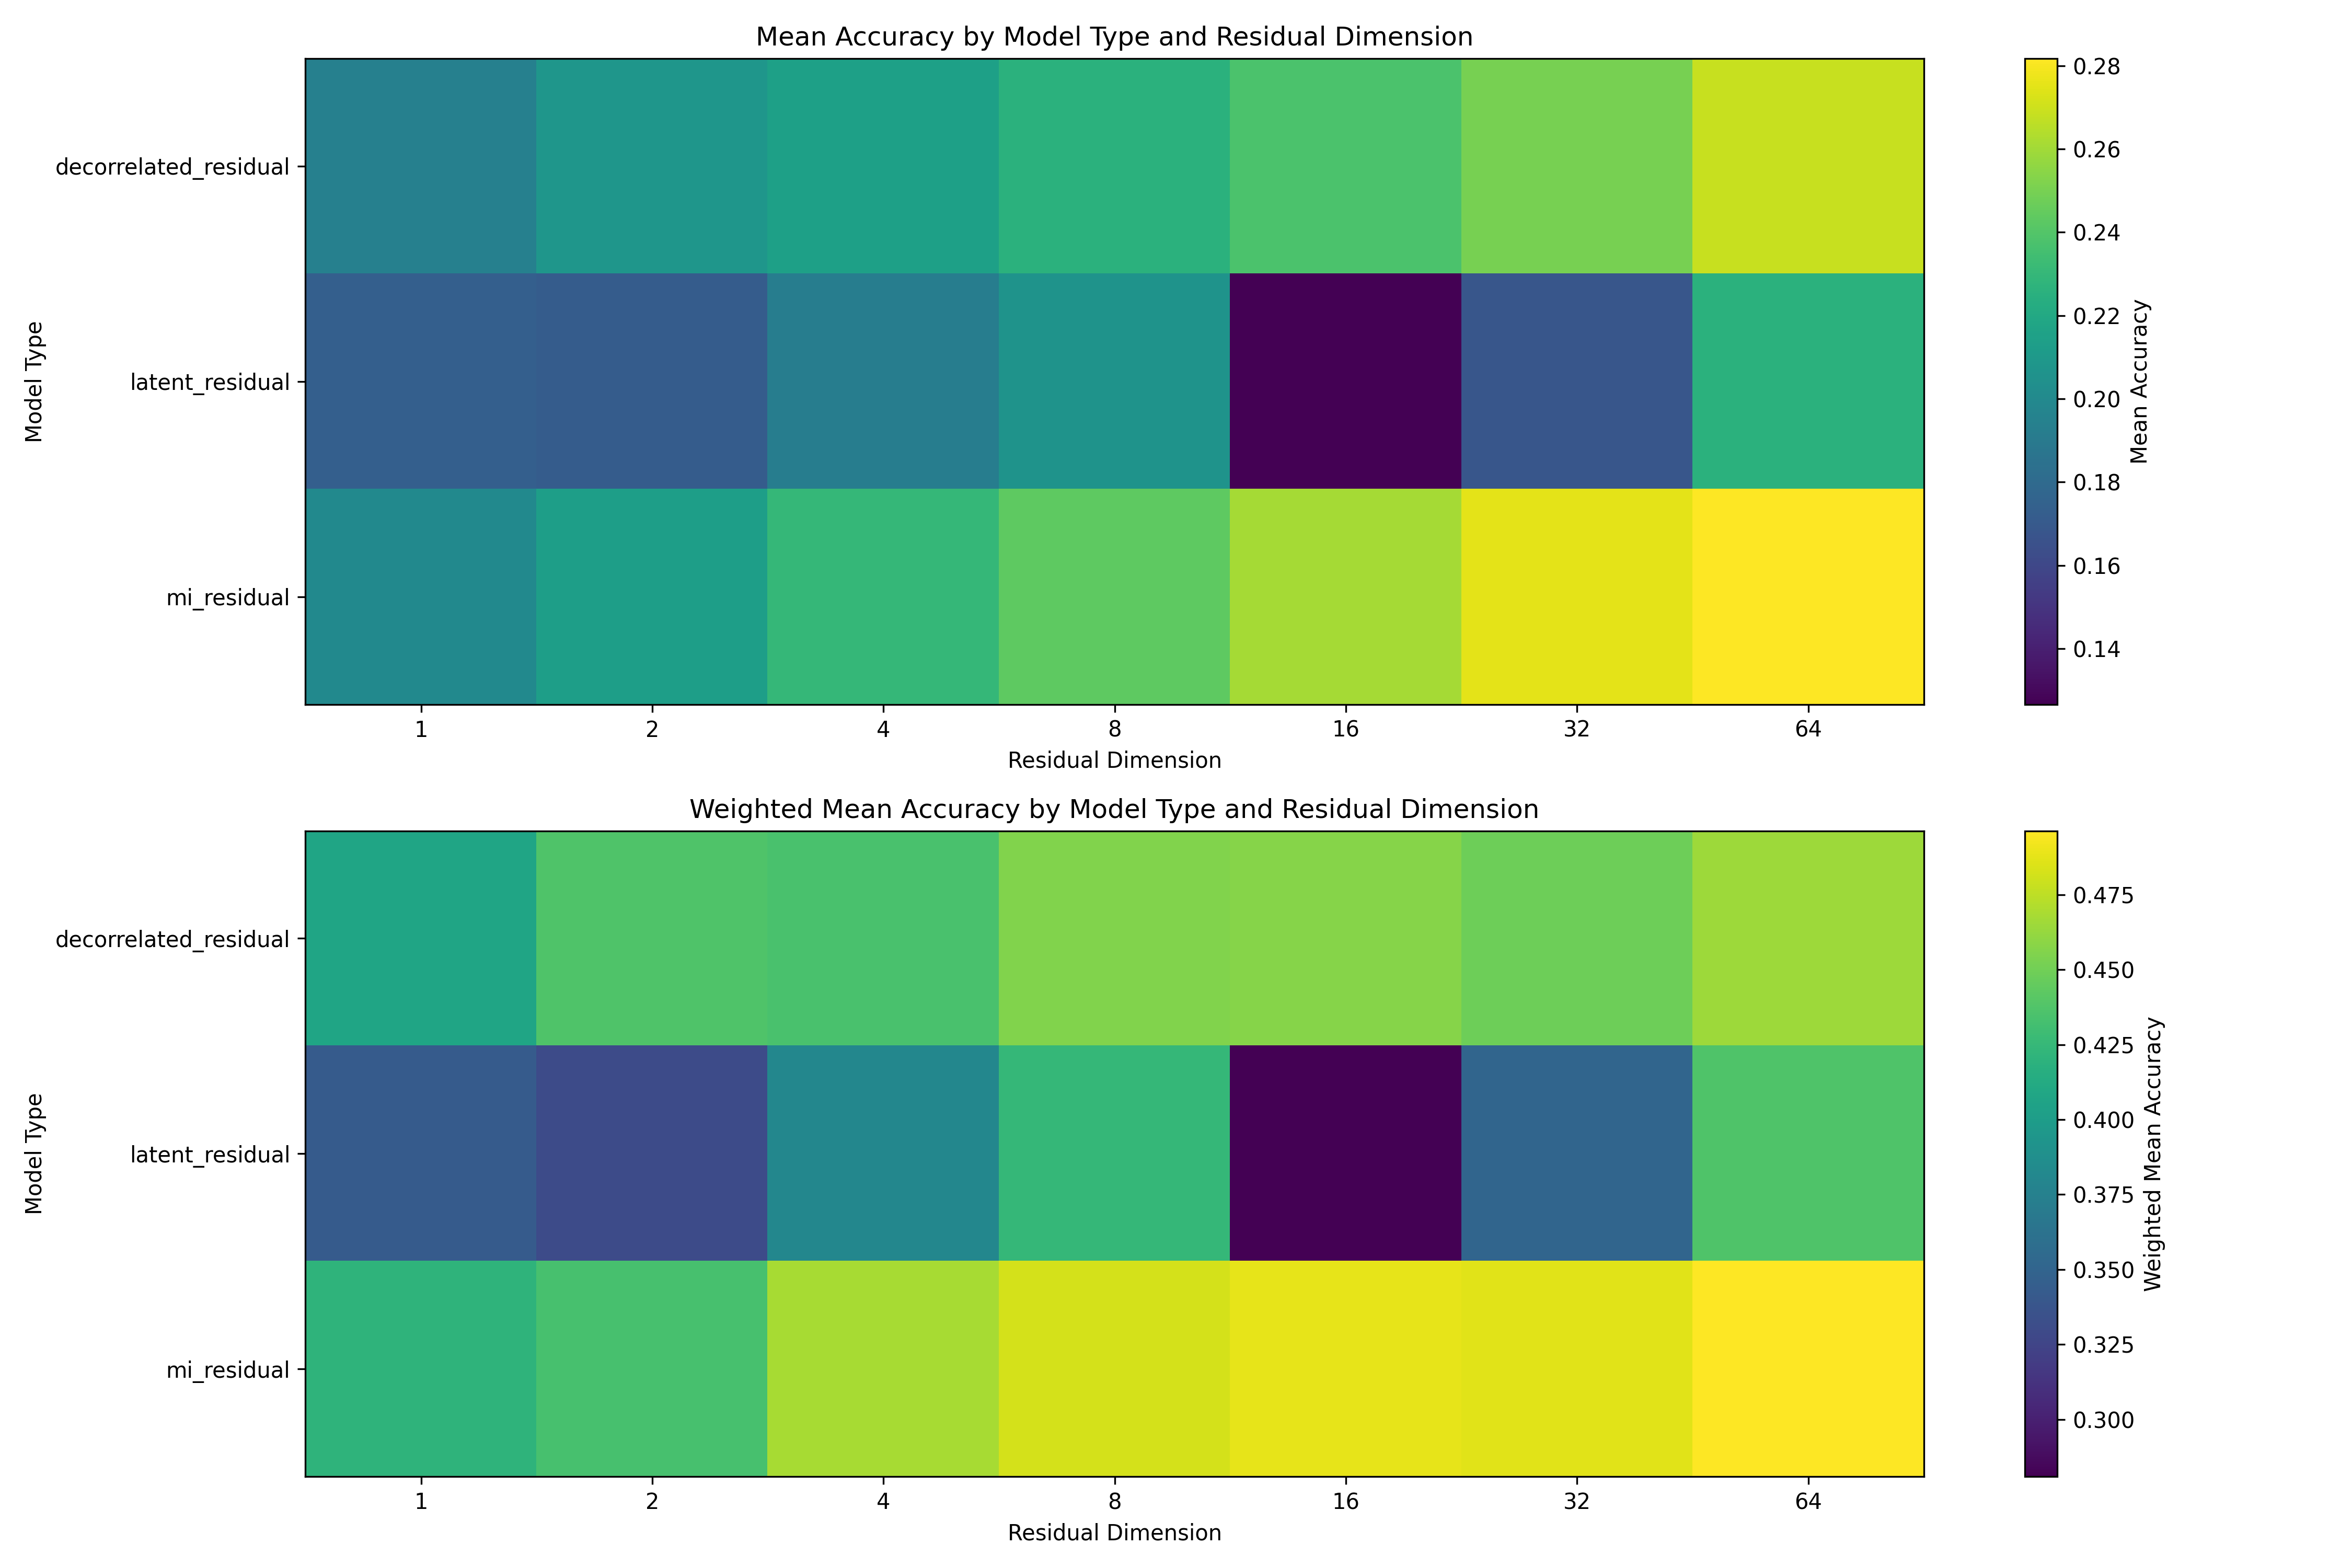 Mean Accuracy by Model Type and Residual Dimension
Model Type
decorrelated_residual
latent_residual
mi_residual
1 2 4 8 16 32 64
Residual Dimension
0.28
0.26
0.24
0.22
0.20
0.18
0.16
0.14
Mean Accuracy
Weighted Mean Accuracy by Model Type and Residual Dimension
Model Type
decorrelated_residual
latent_residual
mi_residual
1 2 4 8 16 32 64
Residual Dimension
0.475
0.450
0.425
0.400
0.375
0.350
0.325
0.300
Weighted Mean Accuracy